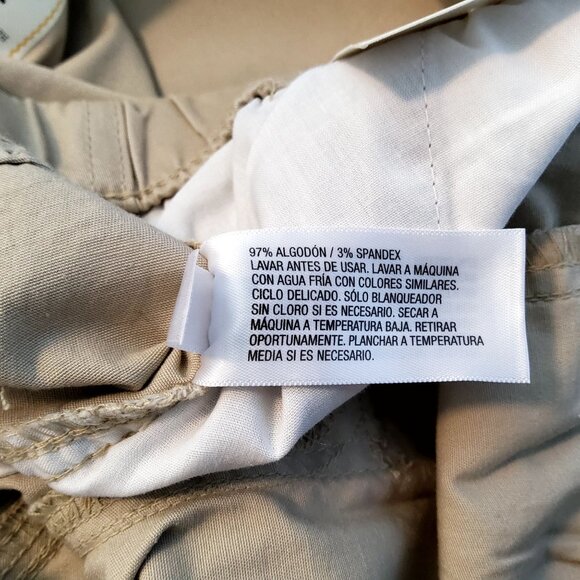 97% ALGODÓN / 3% SPANDEX
LAVAR ANTES DE USAR. LAVAR A MÁQUINA
CON AGUA FRÍA CON COLORES SIMILARES.
CICLO DELICADO. SÓLO BLANQUEADOR
SIN CLORO SI ES NECESARIO. SECAR A
MÁQUINA A TEMPERATURA BAJA. RETIRAR
OPORTUNAMENTE. PLANCHAR A TEMPERATURA
MEDIA SI ES NECESARIO.